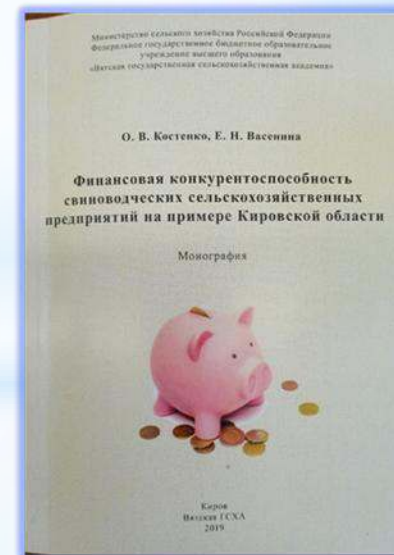 Министерство сельского хозяйства Российской Федерации
Федеральное государственное бюджетное образовательное
учреждение высшего образования
«Вятская государственная сельскохозяйственная академия»
О. В. Костенко, Е. Н. Васенина
Финансовая конкурентоспособность
свиноводческих сельскохозяйственных
предприятий на примере Кировской области
Монография
Киров
Вятская ГСХА
2019